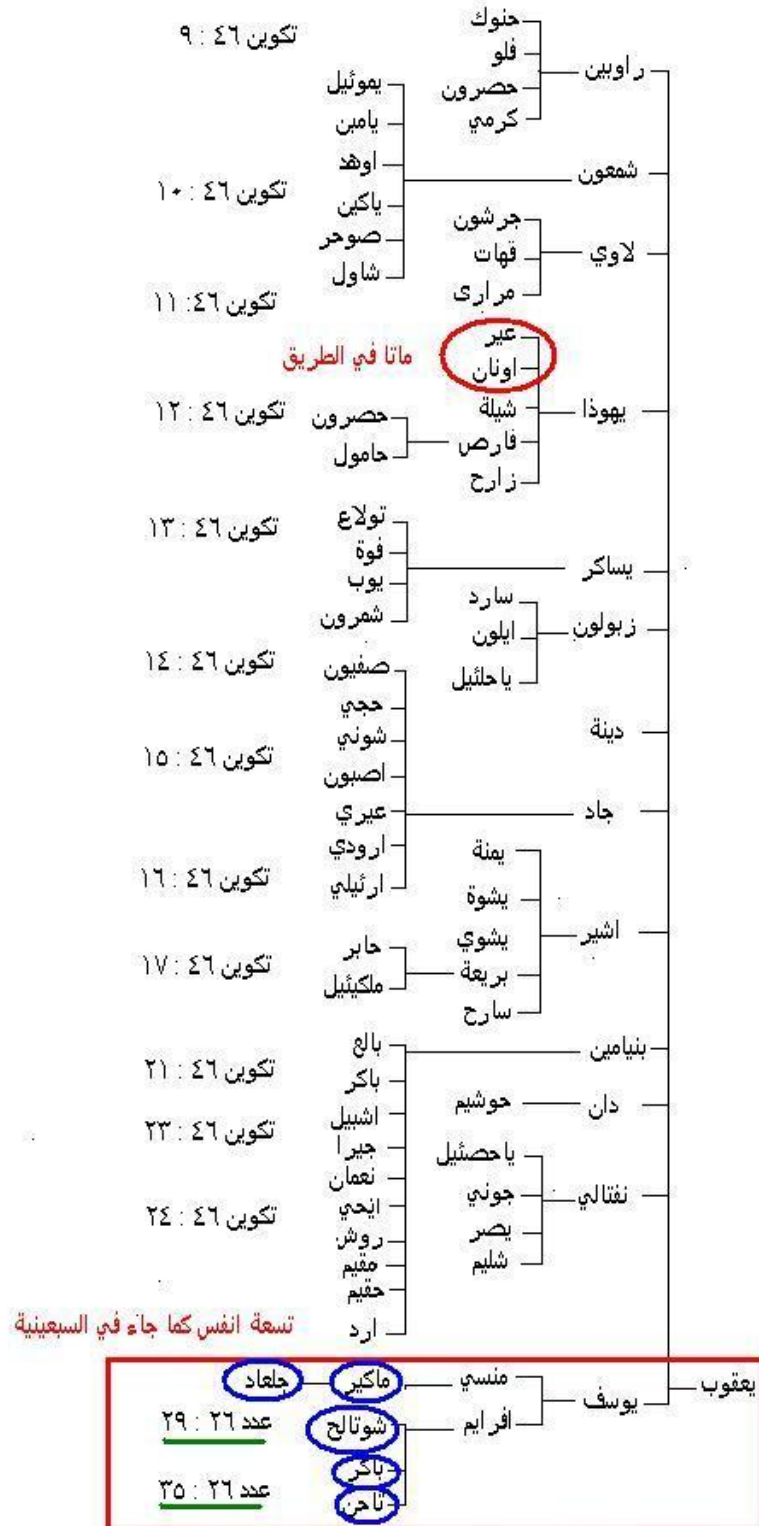 حنوك
تكوين ٤٦ : ٩
فلو
راوبين
حصرون
يموئيل
كرمي
يامين
اوهد
شمعون
تكوين ٤٦ : ١٠
ياكين
جرشون
صوحر
لاوي
قهات
شاول
مرارى
تكوين ٤٦: ١١
عير
ماتا في الطريق
اونان
شيلة
يهوذا
تكوين ٤٦ : ١٢
حصرون
فارص
حامول
زارح
تولاع
تكوين ٤٦ : ١٣
فوة
يساكر
يوب
سارد
شمرون
ايلون
زبولون
تكوين ٤٦ : ١٤
صفيون
ياحلئيل
حجي
دينة
شوني
تكوين ٤٦ : ١٥
اصبون
جاد
عيري
ارودي
يمنة
تكوين ٤٦ : ١٦
ارئيلي
يشوة
اشير
يشوي
حابر
تكوين ٤٦ : ١٧
بريعة
ملكيئيل
سارح
بنيامين
بالع
تكوين ٤٦ : ٢١
باكر
دان
حوشيم
اشبيل
تكوين ٤٦ : ٢٣
جيرا
ياحصئيل
نعمان
نفتالي
جوني
ايحي
تكوين ٤٦ : ٢٤
يصر
روش
شليم
مفيم
حفيم
تسعة انفس كما جاء في السبعينية
ارد
يعقوب
يوسف
منسي
ماكير
جلعاد
افرايم
شوتالح
عدد ٢٦ : ٢٩
باكر
عدد ٢٦ : ٣٥
تاحن